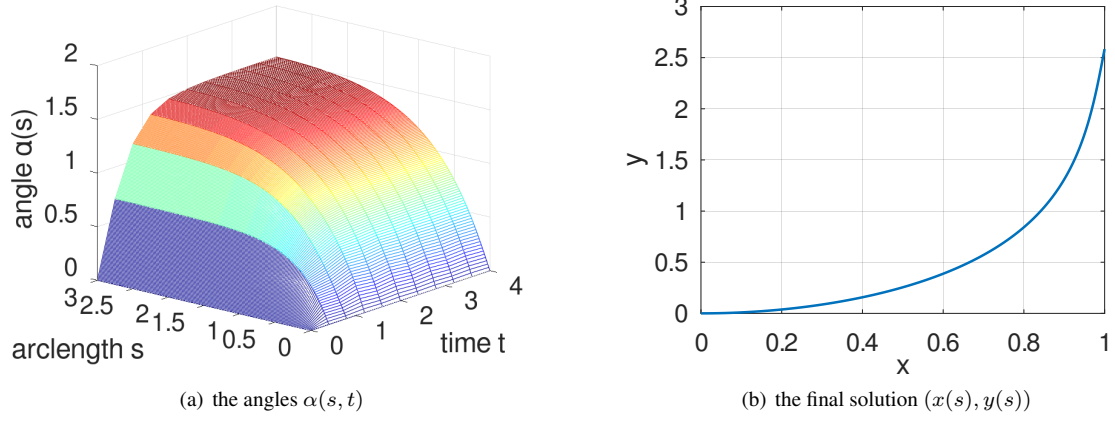 2
1.5
1
0.5
0
angle α(s)
3 2.5 2 1.5 1 0.5 0
arclength s
0 1 2 3 4
time t
(a) the angles α(s, t)
3
2.5
2
1.5
1
0.5
0
y
0 0.2 0.4 0.6 0.8 1
x
(b) the final solution (x(s), y(s))